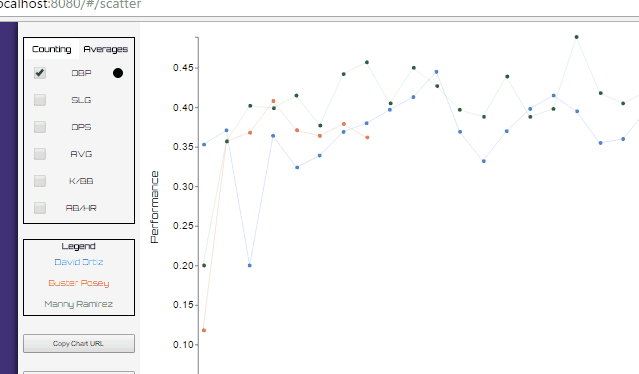 ocalhost:8080/#/scatter
Counting Averages
OBP
SLG
OPS
AVG
K/BB
AB/HR
Legend
David Ortiz
Buster Posey
Manny Ramirez
Copy Chart URL
Performance
0.45
0.40
0.35
0.30
0.25
0.20
0.15
0.10